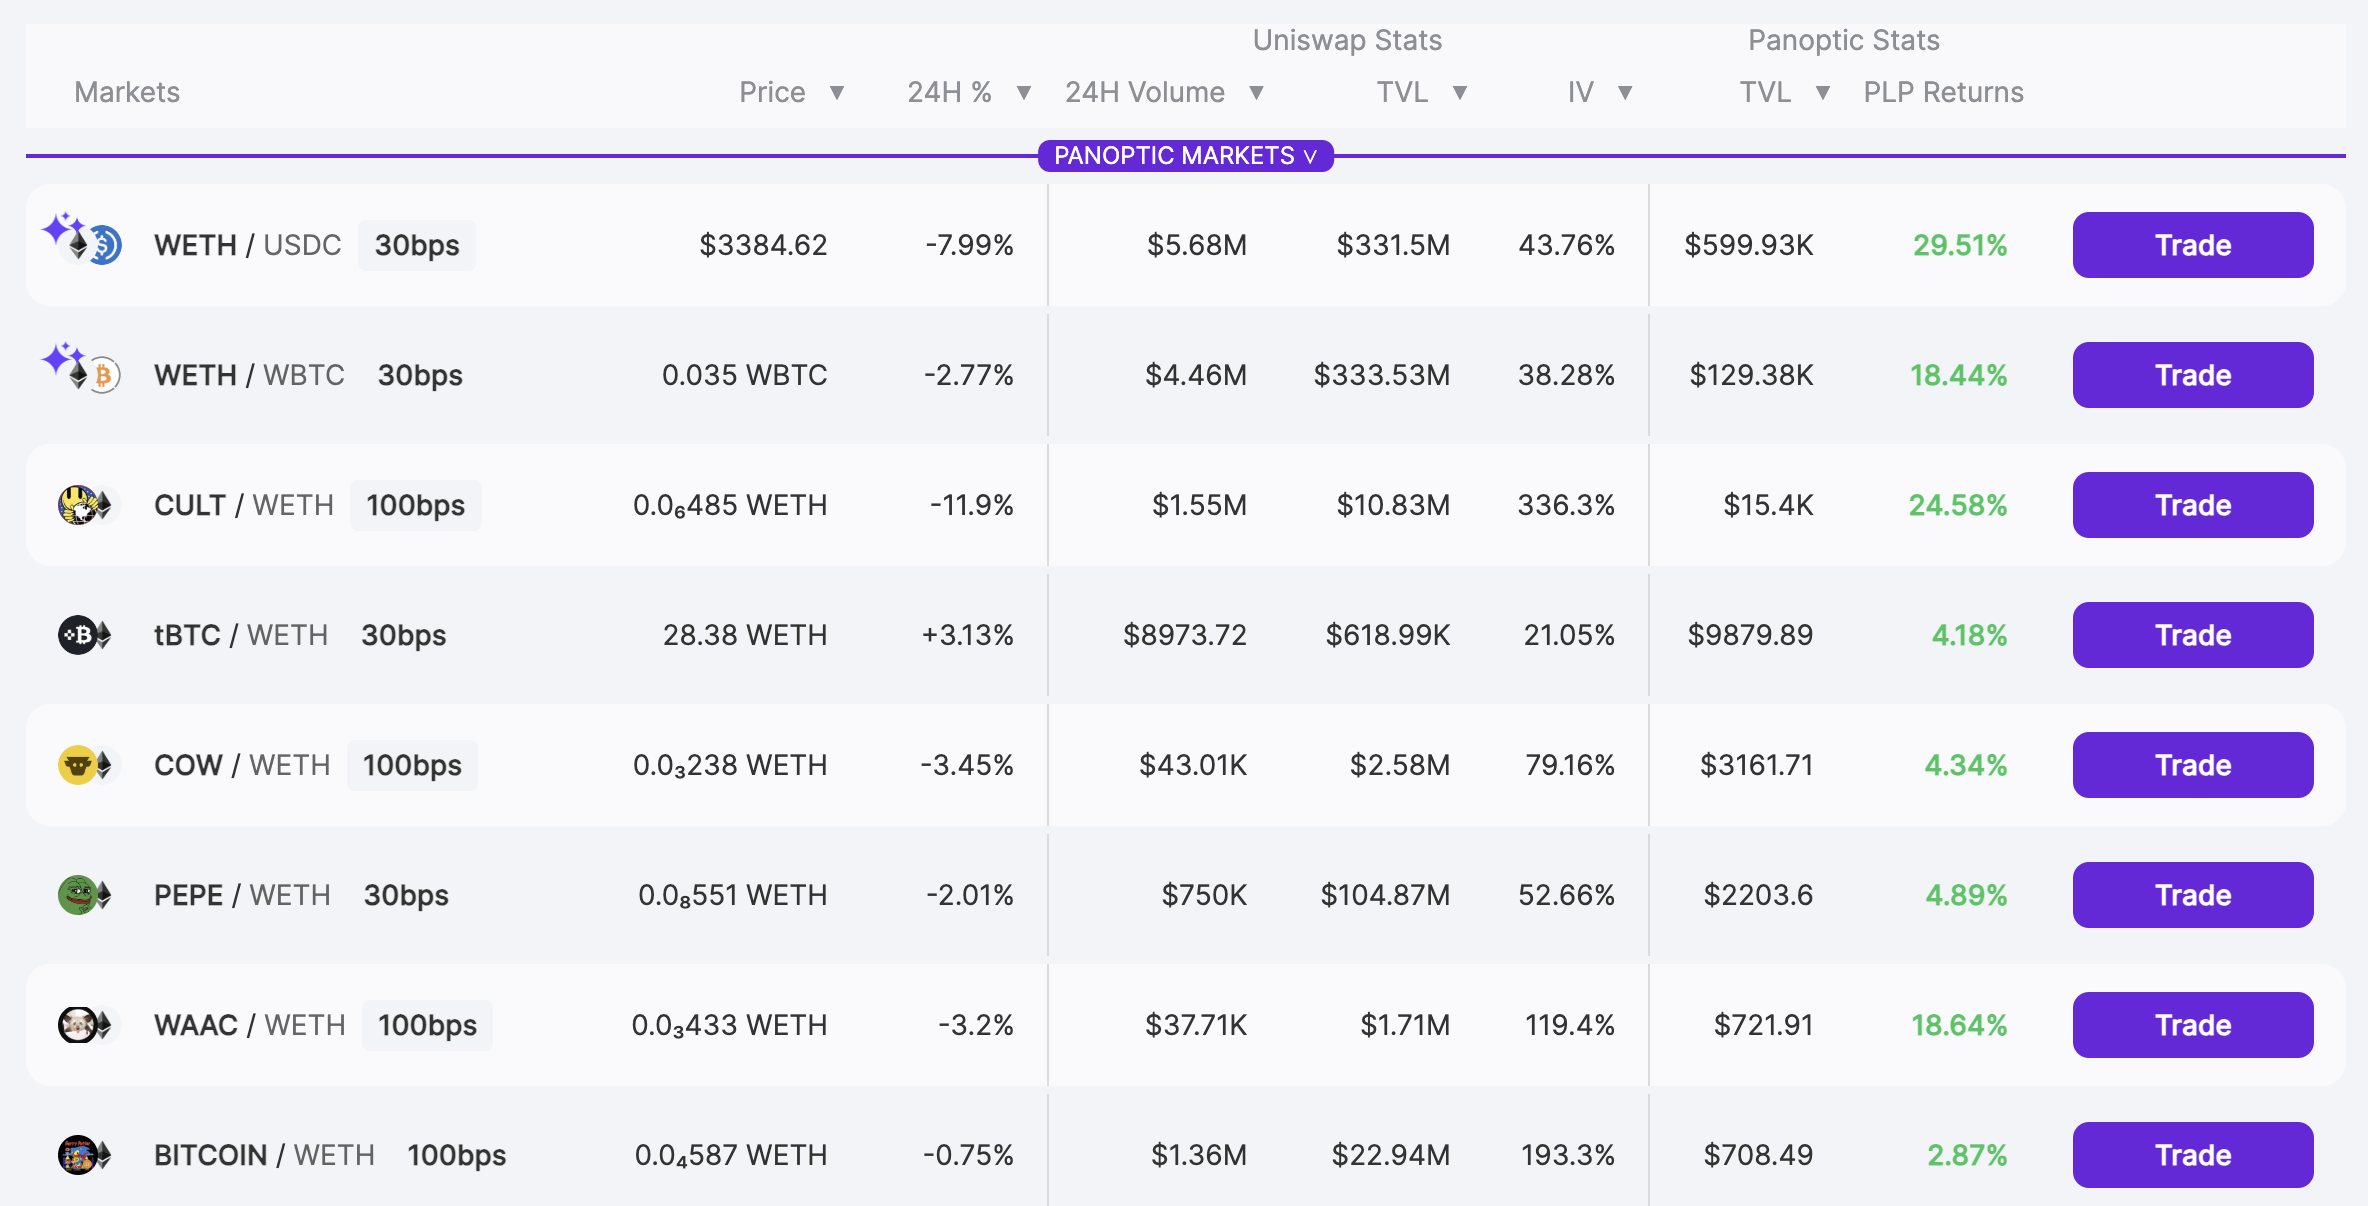 Uniswap Stats Panoptic Stats
Markets Price ▼ 24H % ▼ 24H Volume ▼ TVL ▼ IV ▼ TVL ▼ PLP Returns
PANOPTIC MARKETS ∨
WETH / USDC 30bps $3384.62 -7.99% $5.68M $331.5M 43.76% $599.93K 29.51% Trade
WETH / WBTC 30bps 0.035 WBTC -2.77% $4.46M $333.53M 38.28% $129.38K 18.44% Trade
CULT / WETH 100bps 0.0₆485 WETH -11.9% $1.55M $10.83M 336.3% $15.4K 24.58% Trade
tBTC / WETH 30bps 28.38 WETH +3.13% $8973.72 $618.99K 21.05% $9879.89 4.18% Trade
COW / WETH 100bps 0.0₃238 WETH -3.45% $43.01K $2.58M 79.16% $3161.71 4.34% Trade
PEPE / WETH 30bps 0.0₈551 WETH -2.01% $750K $104.87M 52.66% $2203.6 4.89% Trade
WAAC / WETH 100bps 0.0₃433 WETH -3.2% $37.71K $1.71M 119.4% $721.91 18.64% Trade
BITCOIN / WETH 100bps 0.0₄587 WETH -0.75% $1.36M $22.94M 193.3% $708.49 2.87% Trade